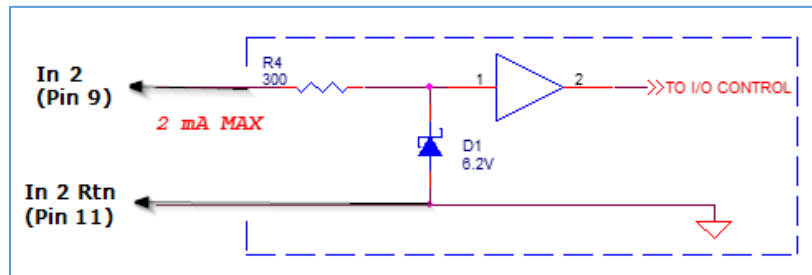 R4
300
In 2
(Pin 9)
2 mA MAX
1
2
TO I/O CONTROL
D1
6.2V
In 2 Rtn
(Pin 11)